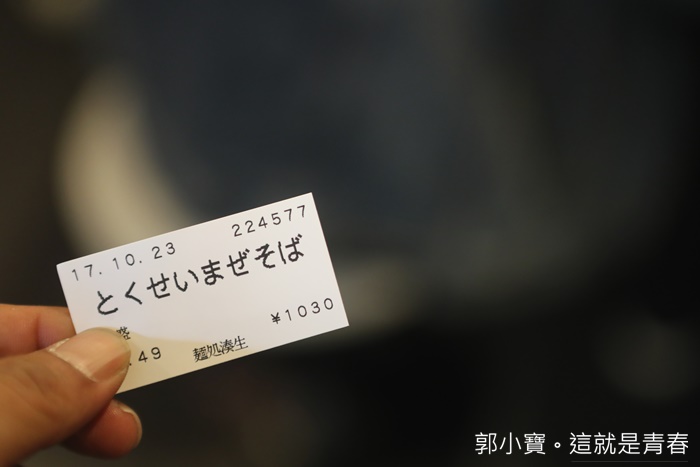 17.10.23 224577
とくせいまぜそば
¥1030
49 麺処湊生
郭小寶。這就是青春